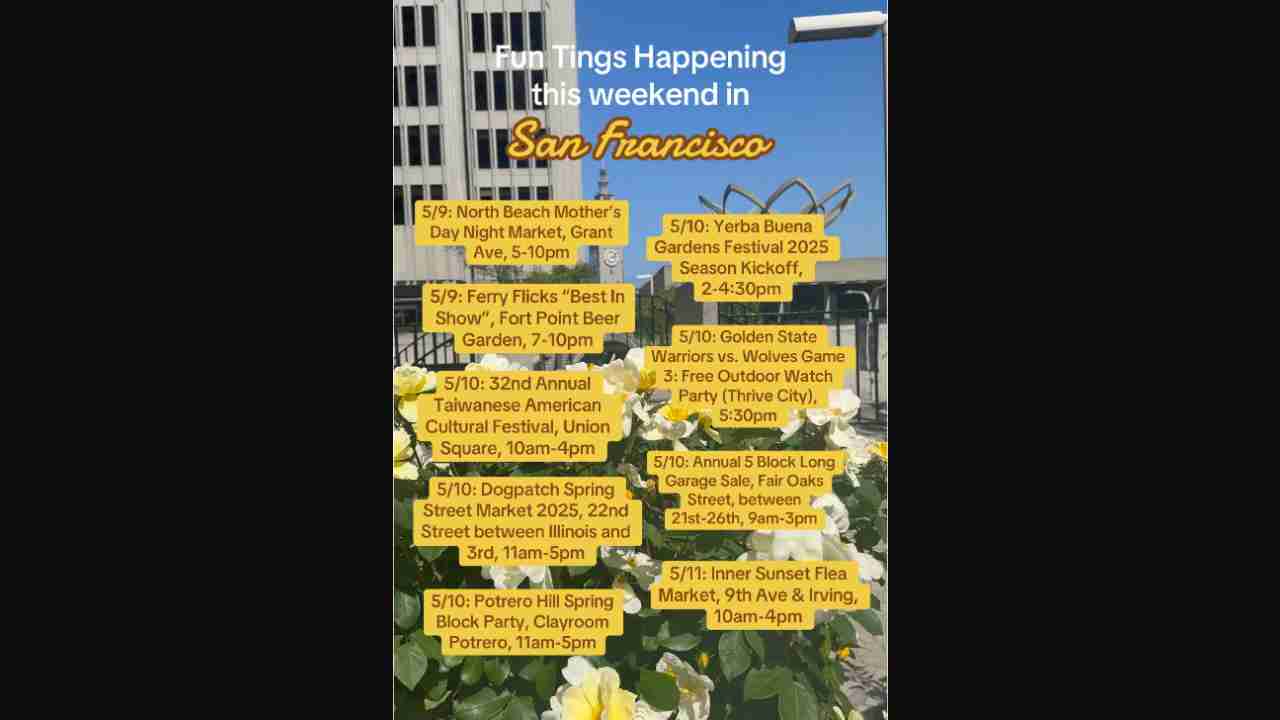 Fun Tings Happening
this weekend in
San Francisco
5/9: North Beach Mother's
Day Night Market, Grant
Ave, 5-10pm
5/9: Ferry Flicks "Best In
Show", Fort Point Beer
Garden, 7-10pm
5/10: 32nd Annual
Taiwanese American
Cultural Festival, Union
Square, 10am-4pm
5/10: Dogpatch Spring
Street Market 2025, 22nd
Street between Illinois and
3rd, 11am-5pm
5/10: Potrero Hill Spring
Block Party, Clayroom
Potrero, 11am-5pm
5/10: Yerba Buena
Gardens Festival 2025
Season Kickoff,
2-4:30pm
5/10: Golden State
Warriors vs. Wolves Game
3: Free Outdoor Watch
Party (Thrive City),
5:30pm
5/10: Annual 5 Block Long
Garage Sale, Fair Oaks
Street, between
21st-26th, 9am-3pm
5/11: Inner Sunset Flea
Market, 9th Ave & Irving,
10am-4pm